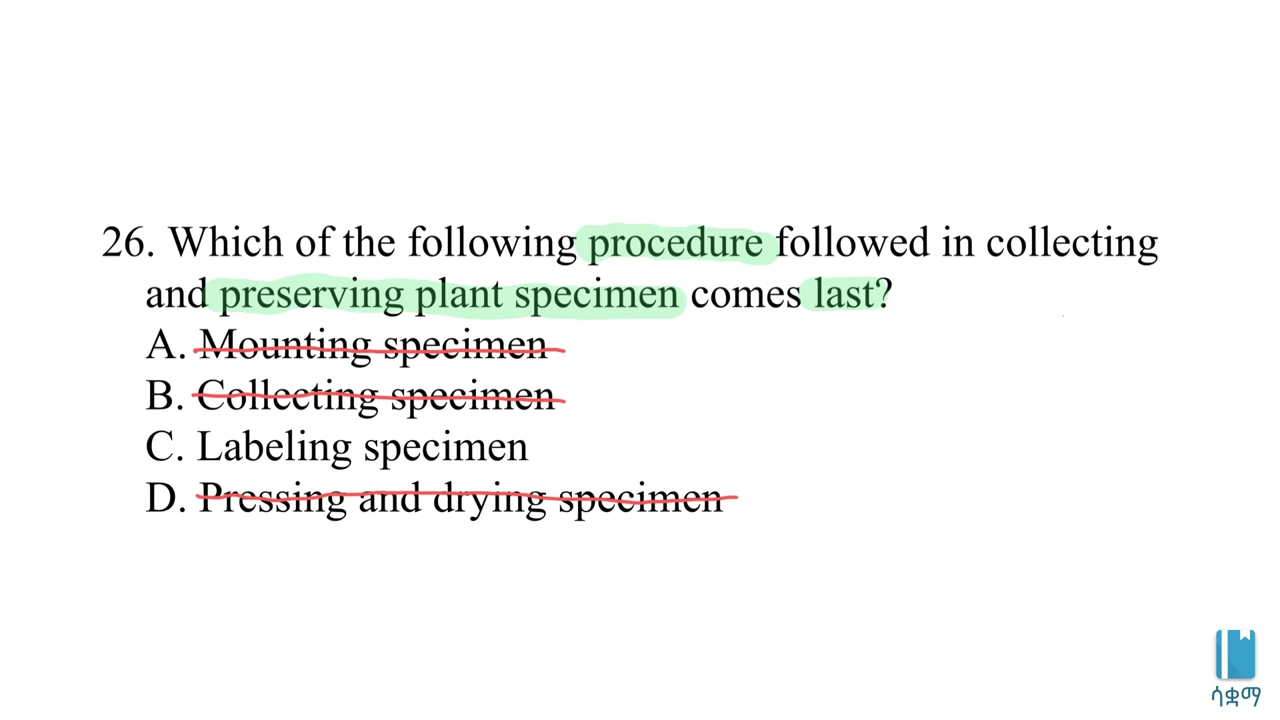 26. Which of the following procedure followed in collecting
and preserving plant specimen comes last?
A. Mounting specimen
B. Collecting specimen
C. Labeling specimen
D. Pressing and drying specimen
ሳቋማ